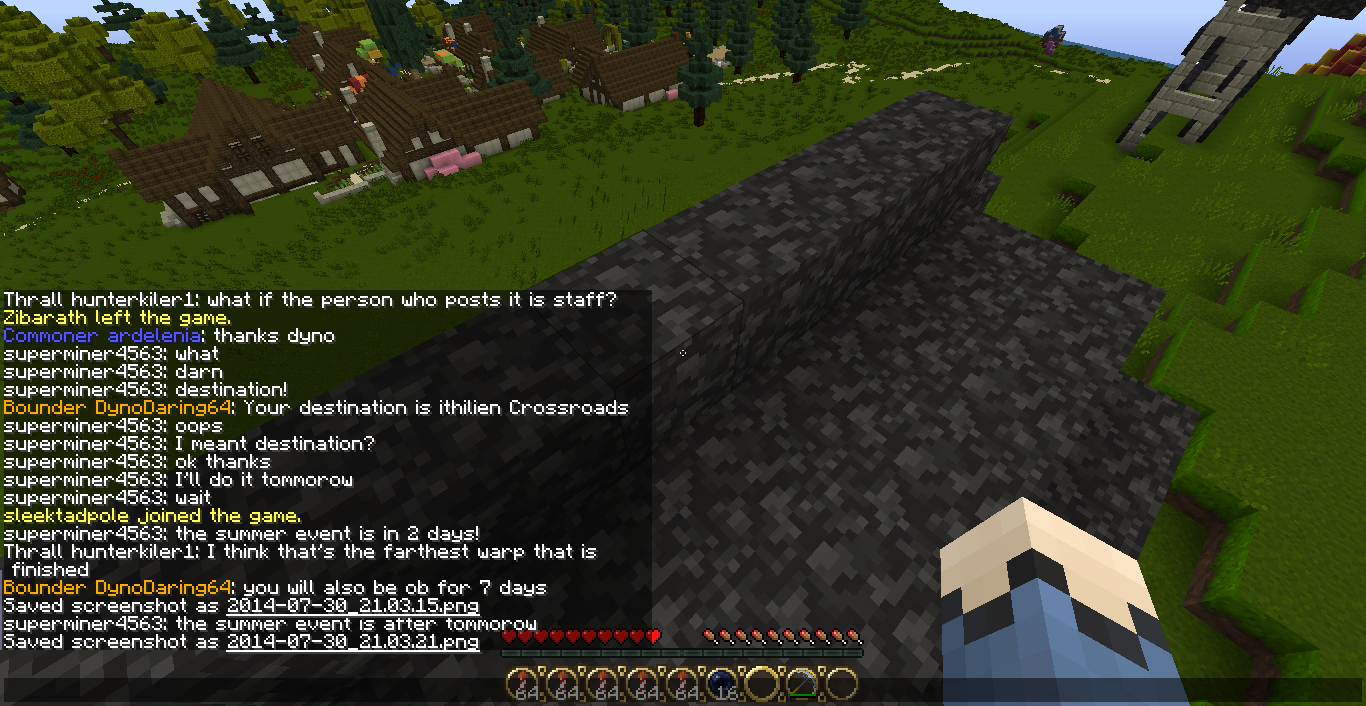 Thrall hunterkiler1: what if the person who posts it is staff?
Zibarath left the game.
Commoner ardelenia: thanks dyno
superminer4563: what
superminer4563: darn
superminer4563: destination!
Bounder DynoDaring64: Your destination is ithilien Crossroads
superminer4563: oops
superminer4563: I meant destination?
superminer4563: ok thanks
superminer4563: I'll do it tommorow
superminer4563: wait
sleektadpole joined the game.
superminer4563: the summer event is in 2 days!
Thrall hunterkiler1: I think that's the farthest warp that is
finished
Bounder DynoDaring64: you will also be ob for 7 days
Saved screenshot as 2014-07-30_21.03.15.png
superminer4563: the summer event is after tommorow
Saved screenshot as 2014-07-30_21.03.21.png
64 64 64 64 64 16